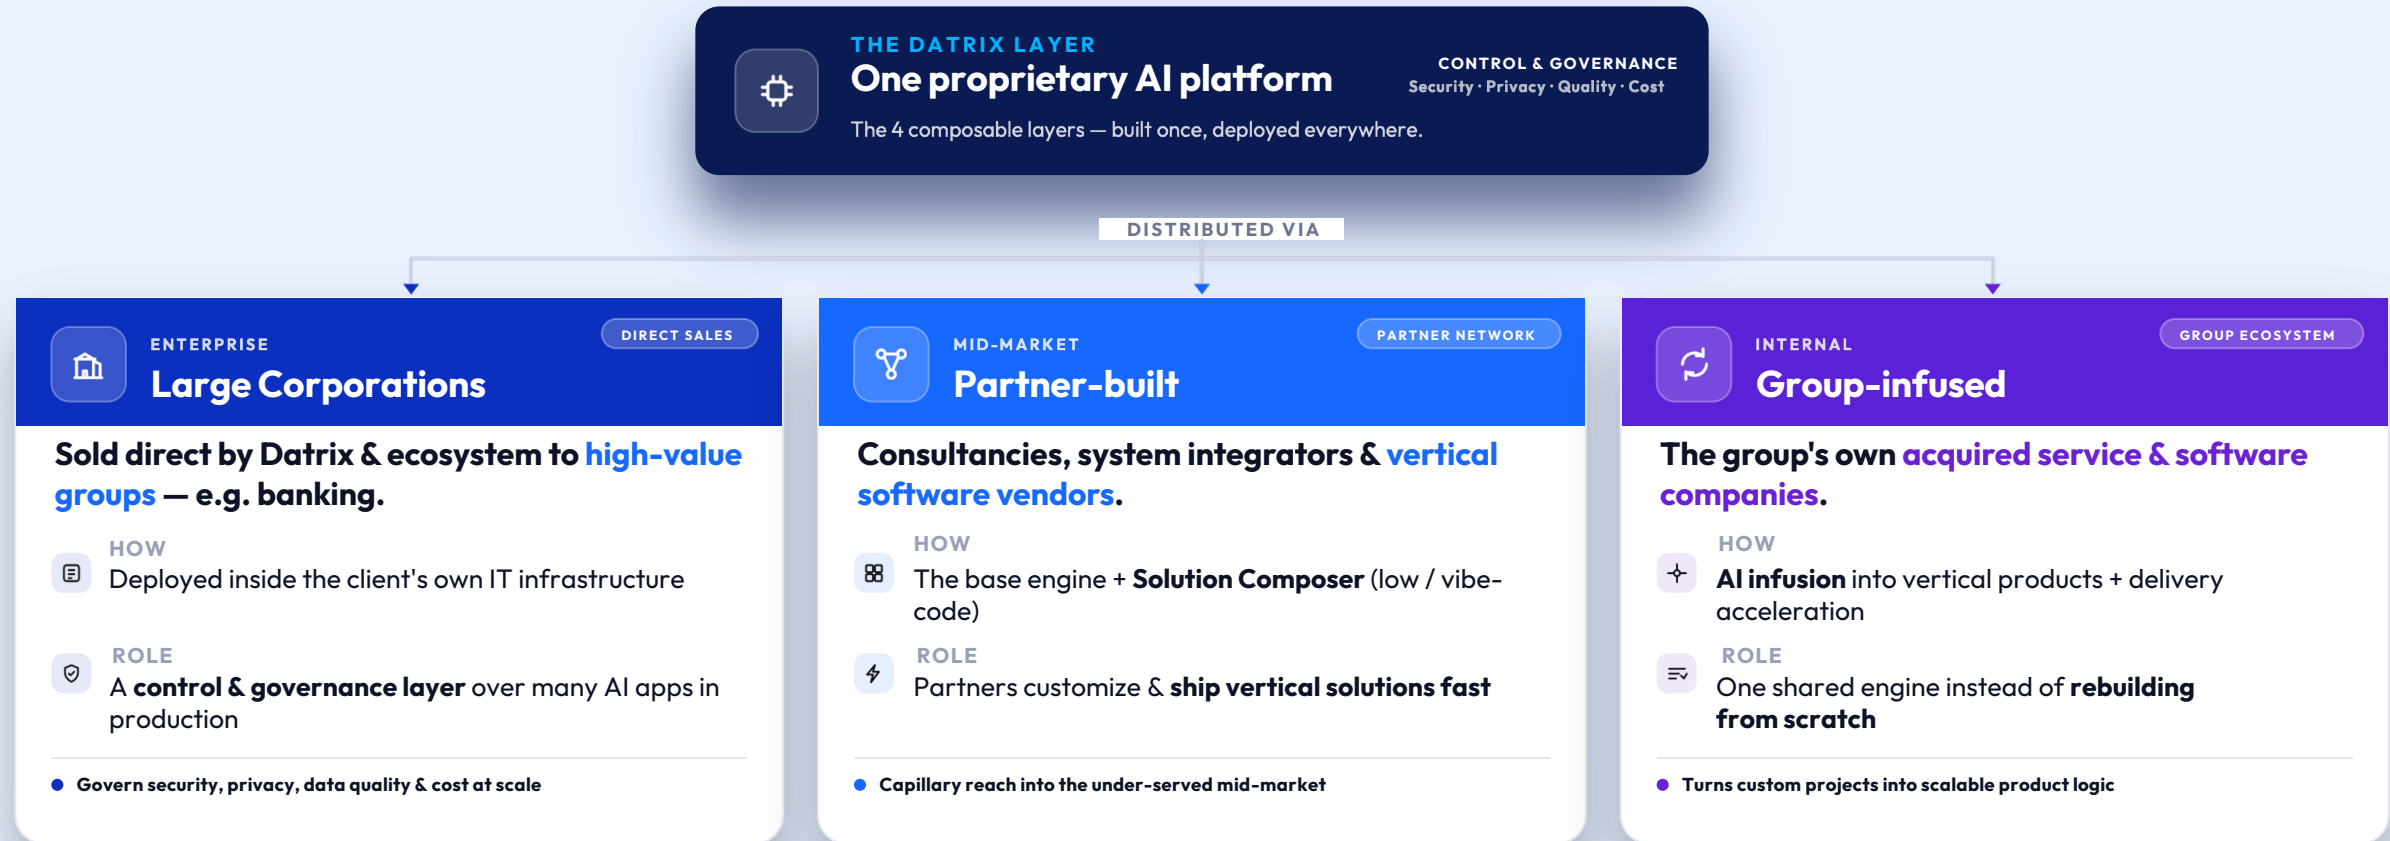 THE DATRIX LAYER
One proprietary AI platform
The 4 composable layers — built once, deployed everywhere.
CONTROL & GOVERNANCE
Security · Privacy · Quality · Cost
DISTRIBUTED VIA
ENTERPRISE
DIRECT SALES
Large Corporations
Sold direct by Datrix & ecosystem to high-value
groups — e.g. banking.
HOW
Deployed inside the client's own IT infrastructure
ROLE
A control & governance layer over many AI apps in
production
Govern security, privacy, data quality & cost at scale
MID-MARKET
PARTNER NETWORK
Partner-built
Consultancies, system integrators & vertical
software vendors.
HOW
The base engine + Solution Composer (low / vibe-
code)
ROLE
Partners customize & ship vertical solutions fast
Capillary reach into the under-served mid-market
INTERNAL
GROUP ECOSYSTEM
Group-infused
The group's own acquired service & software
companies.
HOW
AI infusion into vertical products + delivery
acceleration
ROLE
One shared engine instead of rebuilding
from scratch
Turns custom projects into scalable product logic